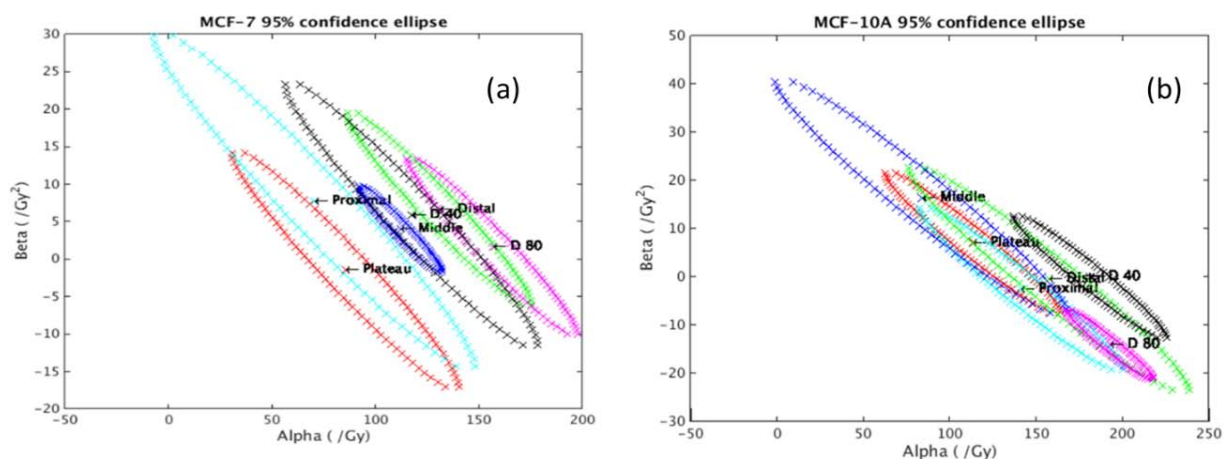 MCF-7 95% confidence ellipse
(a)
30
25
20
15
10
5
0
-5
-10
-15
-20
Beta ( /Gy²)
Proximal
D 40
Distal
Middle
D 80
Plateau
-50 0 50 100 150 200
Alpha ( /Gy)
MCF-10A 95% confidence ellipse
(b)
50
40
30
20
10
0
-10
-20
-30
Beta ( /Gy²)
Middle
Plateau
Distal
D 40
Proximal
D 80
-50 0 50 100 150 200 250
Alpha ( /Gy)